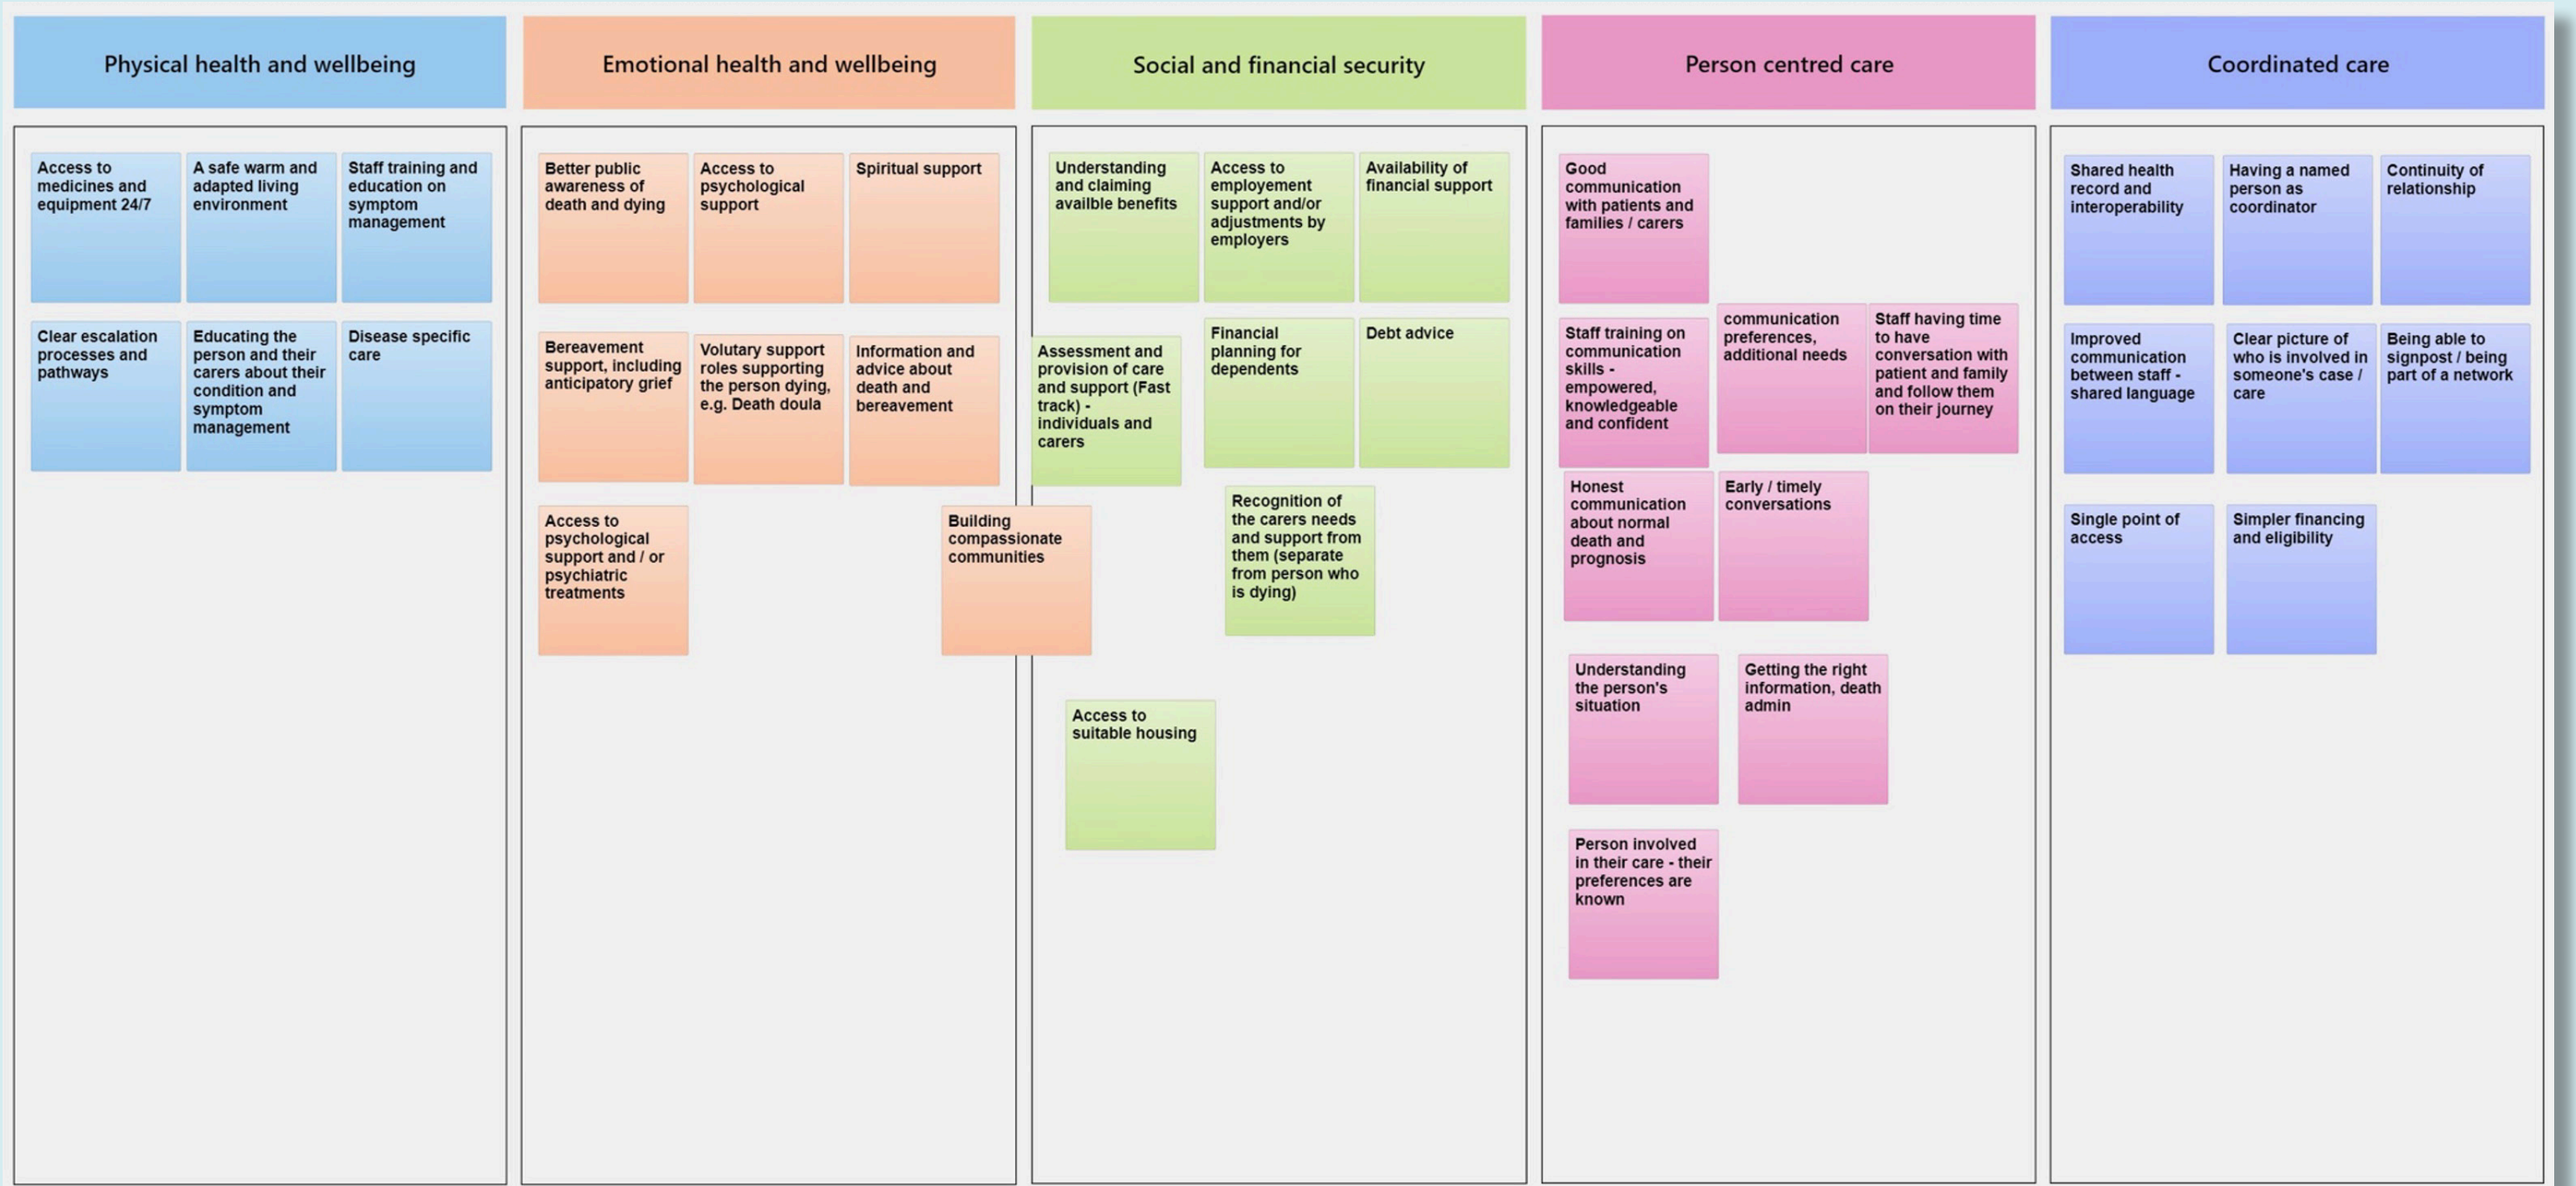 Physical health and wellbeing
Emotional health and wellbeing
Social and financial security
Person centred care
Coordinated care
Access to
medicines and
equipment 24/7
A safe warm and
adapted living
environment
Staff training and
education on
symptom
management
Clear escalation
processes and
pathways
Educating the
person and their
carers about their
condition and
symptom
management
Disease specific
care
Better public
awareness of
death and dying
Access to
psychological
support
Spiritual support
Bereavement
support, including
anticipatory grief
Volutary support
roles supporting
the person dying,
e.g. Death doula
Information and
advice about
death and
bereavement
Access to
psychological
support and / or
psychiatric
treatments
Building
compassionate
communities
Understanding
and claiming
availble benefits
Access to
employement
support and/or
adjustments by
employers
Availability of
financial support
Assessment and
provision of care
and support (Fast
track) -
individuals and
carers
Financial
planning for
dependents
Debt advice
Recognition of
the carers needs
and support from
them (separate
from person who
is dying)
Access to
suitable housing
Good
communication
with patients and
families / carers
Staff training on
communication
skills -
empowered,
knowledgeable
and confident
communication
preferences,
additional needs
Staff having time
to have
conversation with
patient and family
and follow them
on their journey
Honest
communication
about normal
death and
prognosis
Early / timely
conversations
Understanding
the person's
situation
Getting the right
information, death
admin
Person involved
in their care - their
preferences are
known
Shared health
record and
interoperability
Having a named
person as
coordinator
Continuity of
relationship
Improved
communication
between staff -
shared language
Clear picture of
who is involved in
someone's case /
care
Being able to
signpost / being
part of a network
Single point of
access
Simpler financing
and eligibility